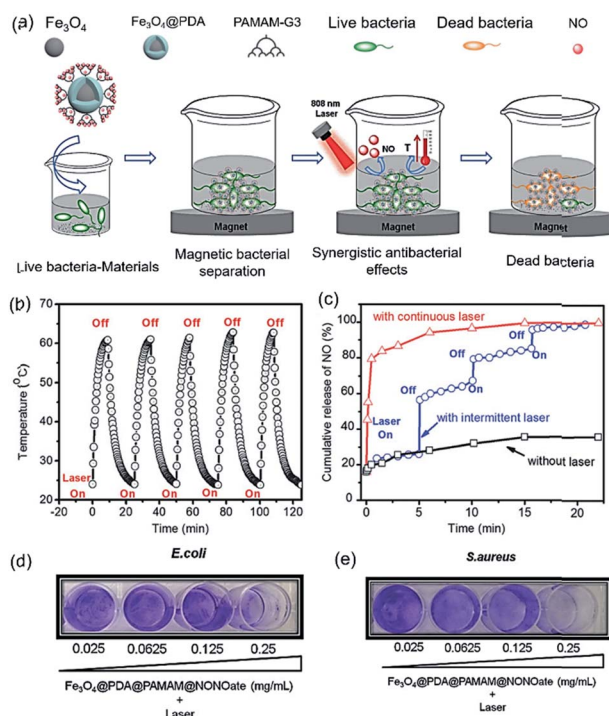 (a)
Fe3O4
Fe3O4@PDA
PAMAM-G3
Live bacteria
Dead bacteria
NO
808 nm
Laser
NO
T
Magnet
Magnet
Magnet
Live bacteria-Materials
Magnetic bacterial
separation
Synergistic antibacterial
effects
Dead bacteria
(b)
70
60
50
40
30
20
Temperature (°C)
Off Off Off Off Off
Laser
On On On On On
-20 0 20 40 60 80 100 120
Time (min)
(c)
100
80
60
40
20
0
Cumulative release of NO (%)
with continuous laser
Off
On
Off
On
Laser
On
Off
with intermittent laser
On
without laser
0 5 10 15 20
Time (min)
(d)
E.coli
0.025 0.0625 0.125 0.25
Fe3O4@PDA@PAMAM@NONOate (mg/mL)
+
Laser
(e)
S.aureus
0.025 0.0625 0.125 0.25
Fe3O4@PDA@PAMAM@NONOate (mg/mL)
+
Laser